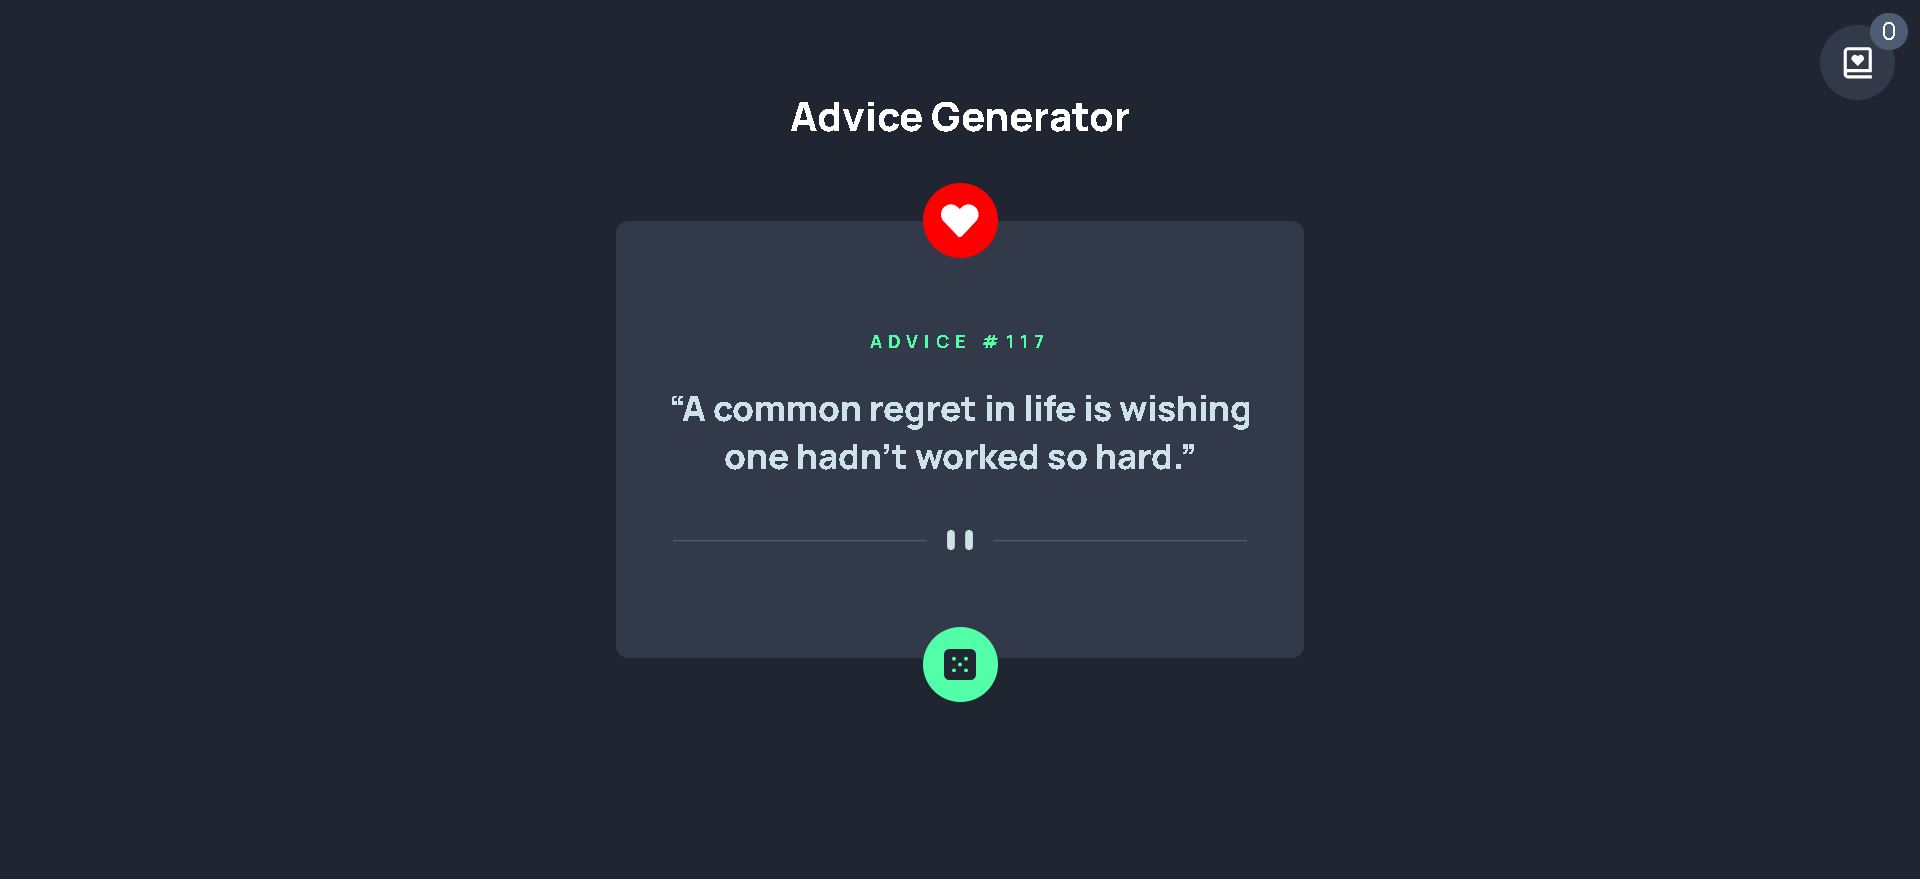 0
Advice Generator
ADVICE #117
“A common regret in life is wishing
one hadn’t worked so hard.”